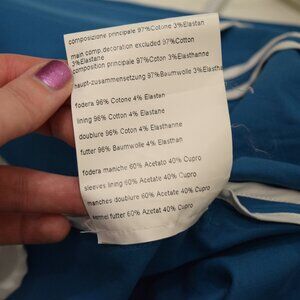 composizione principale 97%Cotone 3%Elastan
main comp.decoration excluded 97%Cotton
3%Elastane
composition principale 97%Coton 3%Elasthanne
haupt-zusammensetzung 97%Baumwolle 3%Elasthan
fodera 96% Cotone 4% Elastan
lining 96% Cotton 4% Elastan
doublure 96% Coton 4% Elasthanne
futter 96% Baumwolle 4% Elasthan
fodera maniche 60% Acetato 40% Cupro
sleeves lining 60% Acetate 40% Cupro
manches doublure 60% Acetate 40% Cupro
futter 60% Acetat 40% Cupro